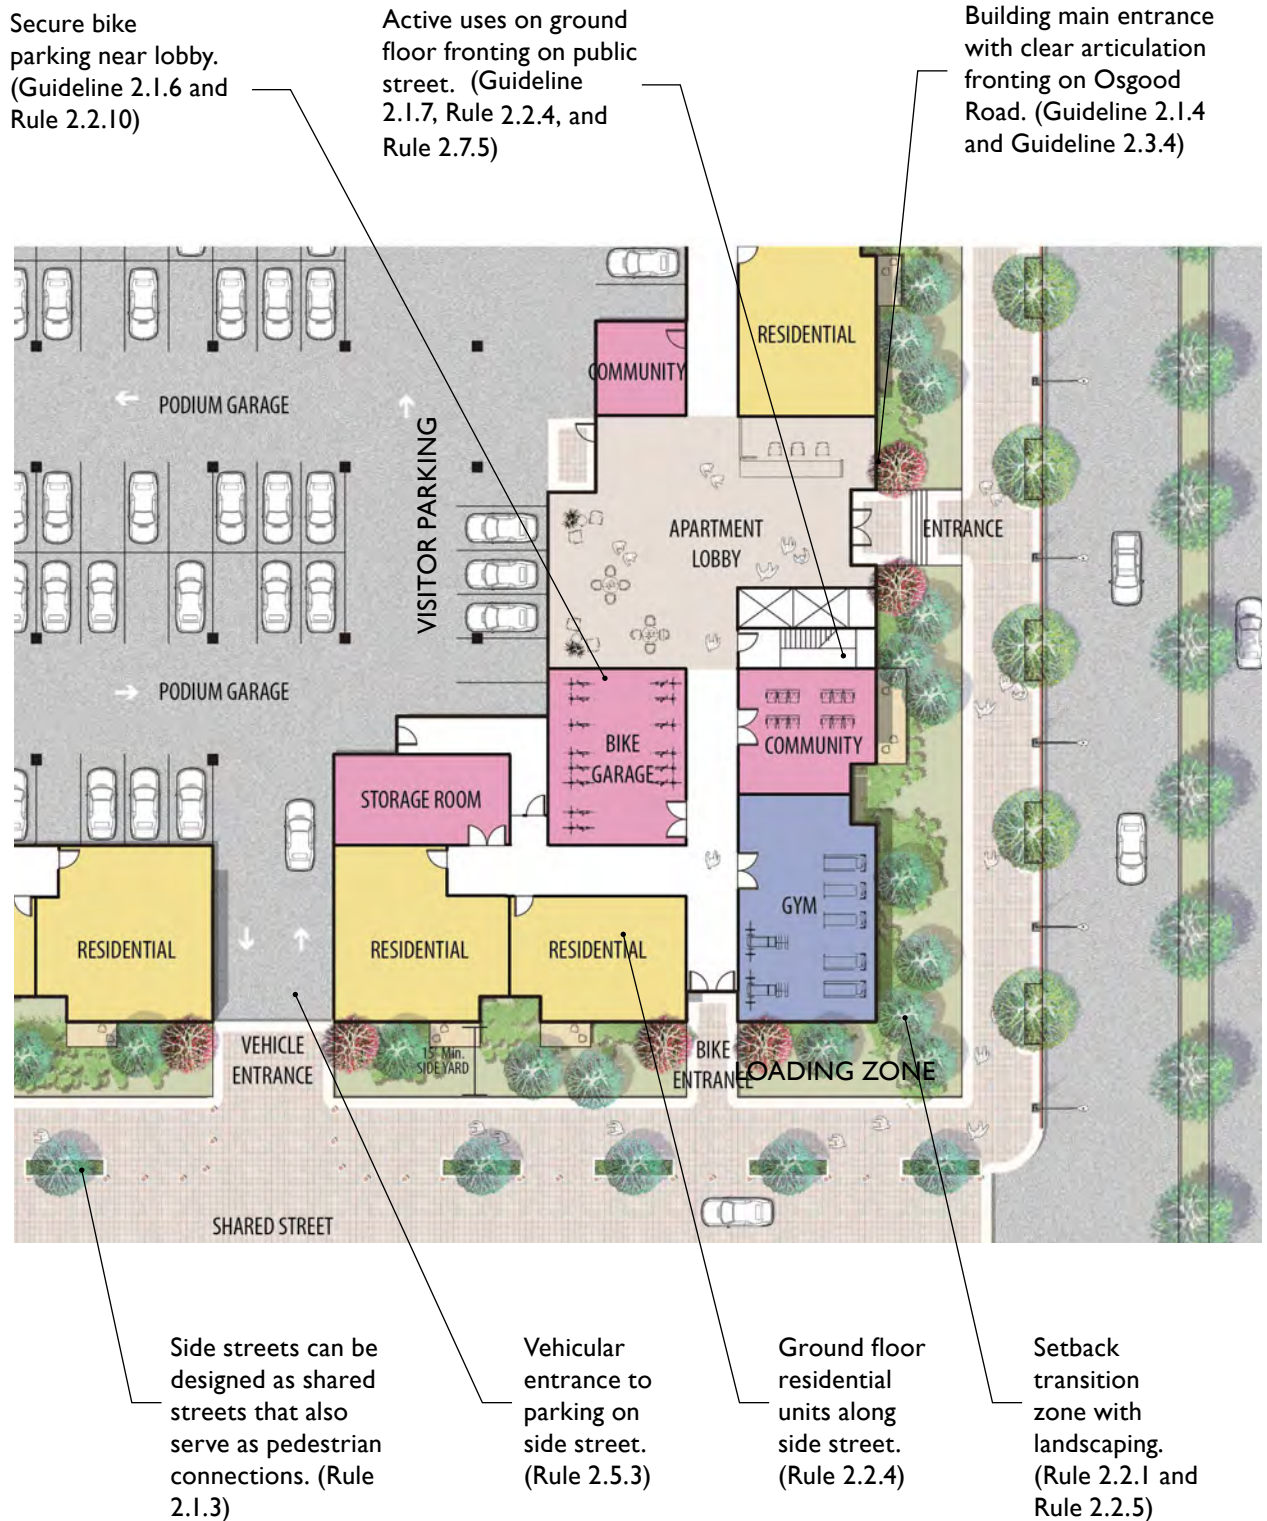 Secure bike
parking near lobby.
(Guideline 2.1.6 and
Rule 2.2.10)
Active uses on ground
floor fronting on public
street. (Guideline
2.1.7, Rule 2.2.4, and
Rule 2.7.5)
Building main entrance
with clear articulation
fronting on Osgood
Road. (Guideline 2.1.4
and Guideline 2.3.4)
RESIDENTIAL
COMMUNITY
PODIUM GARAGE
VISITOR PARKING
APARTMENT
LOBBY
ENTRANCE
PODIUM GARAGE
BIKE
GARAGE
COMMUNITY
STORAGE ROOM
GYM
RESIDENTIAL
RESIDENTIAL
RESIDENTIAL
VEHICLE
ENTRANCE
15' Min.
SIDE YARD
BIKE
ENTRANCE
LOADING ZONE
SHARED STREET
Side streets can be
designed as shared
streets that also
serve as pedestrian
connections. (Rule
2.1.3)
Vehicular
entrance to
parking on
side street.
(Rule 2.5.3)
Ground floor
residential
units along
side street.
(Rule 2.2.4)
Setback
transition
zone with
landscaping.
(Rule 2.2.1 and
Rule 2.2.5)